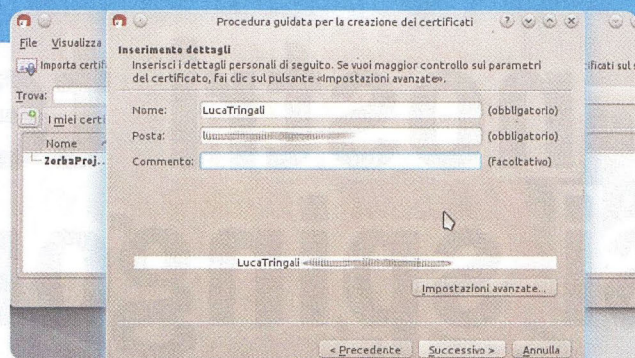 Procedura guidata per la creazione dei certificati
File Visualizza
Importa certif
ificati sul s
Trova:
I miei certi
Nome
ZerbaProj..
Inserimento dettagli
Inserisci i dettagli personali di seguito. Se vuoi maggior controllo sui parametri
del certificato, fai clic sul pulsante «Impostazioni avanzate».
Nome: LucaTringali (obbligatorio)
Posta: (obbligatorio)
Commento: (facoltativo)
LucaTringali
Impostazioni avanzate...
< Precedente Successivo > Annulla